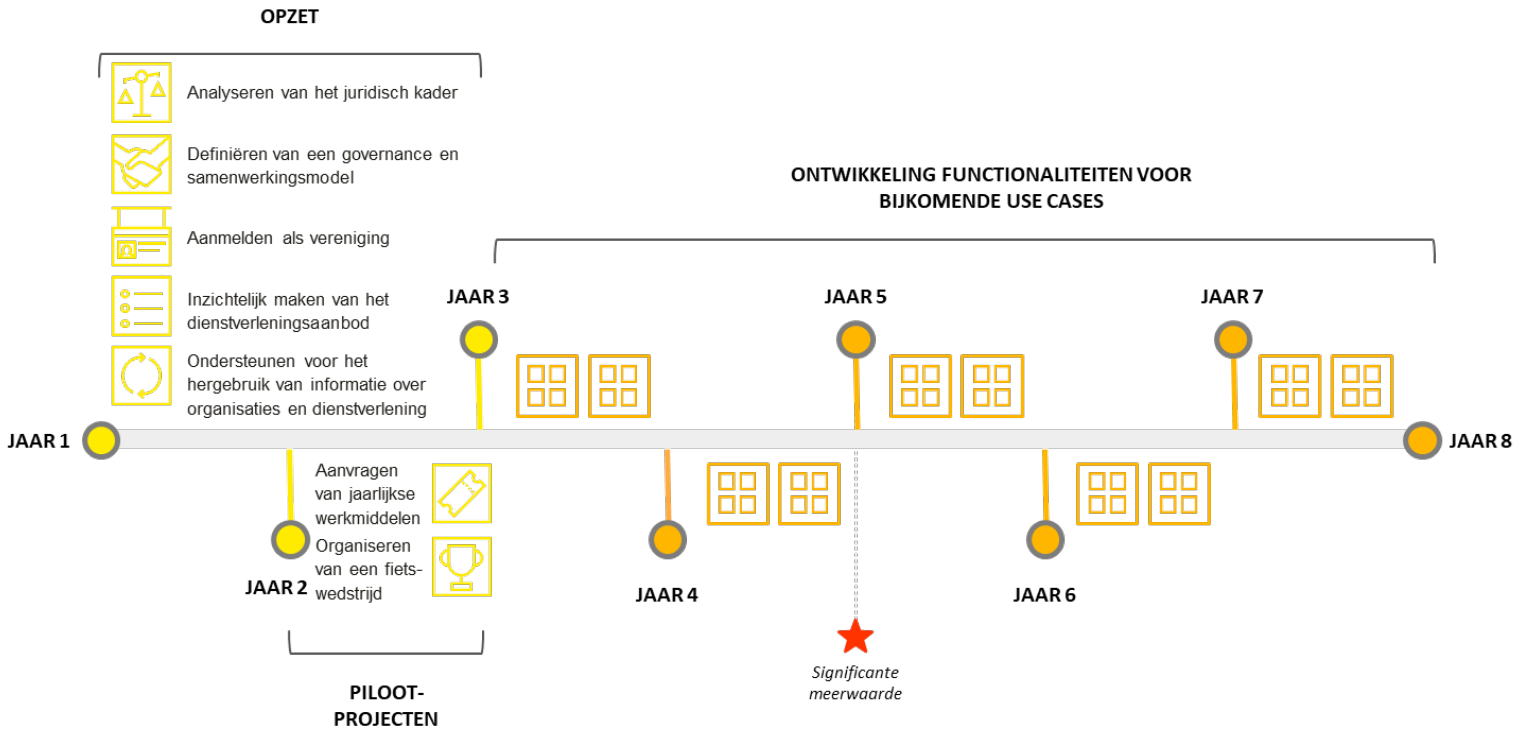 OPZET
Analyseren van het juridisch kader
Definiëren van een governance en
samenwerkingsmodel
Aanmelden als vereniging
Inzichtelijk maken van het
dienstverleningsaanbod
Ondersteunen voor het
hergebruik van informatie over
organisaties en dienstverlening
ONTWIKKELING FUNCTIONALITEITEN VOOR
BIJKOMENDE USE CASES
JAAR 3
JAAR 5
JAAR 7
JAAR 1
JAAR 8
Aanvragen
van jaarlijkse
werkmiddelen
Organiseren
van een fiets-
wedstrijd
JAAR 2
JAAR 4
JAAR 6
Significante
meerwaarde
PILOOT-
PROJECTEN